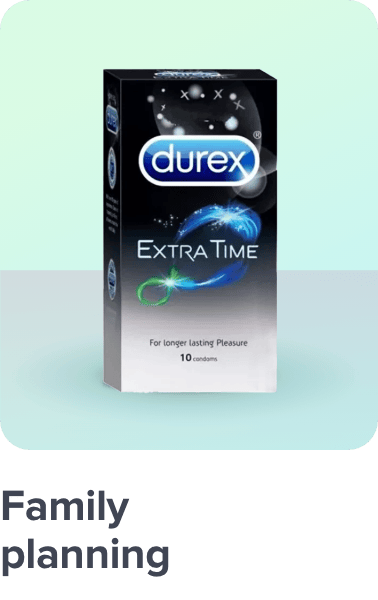 durex
®
EXTRA TIME
For longer lasting Pleasure
10 condoms
Family
planning